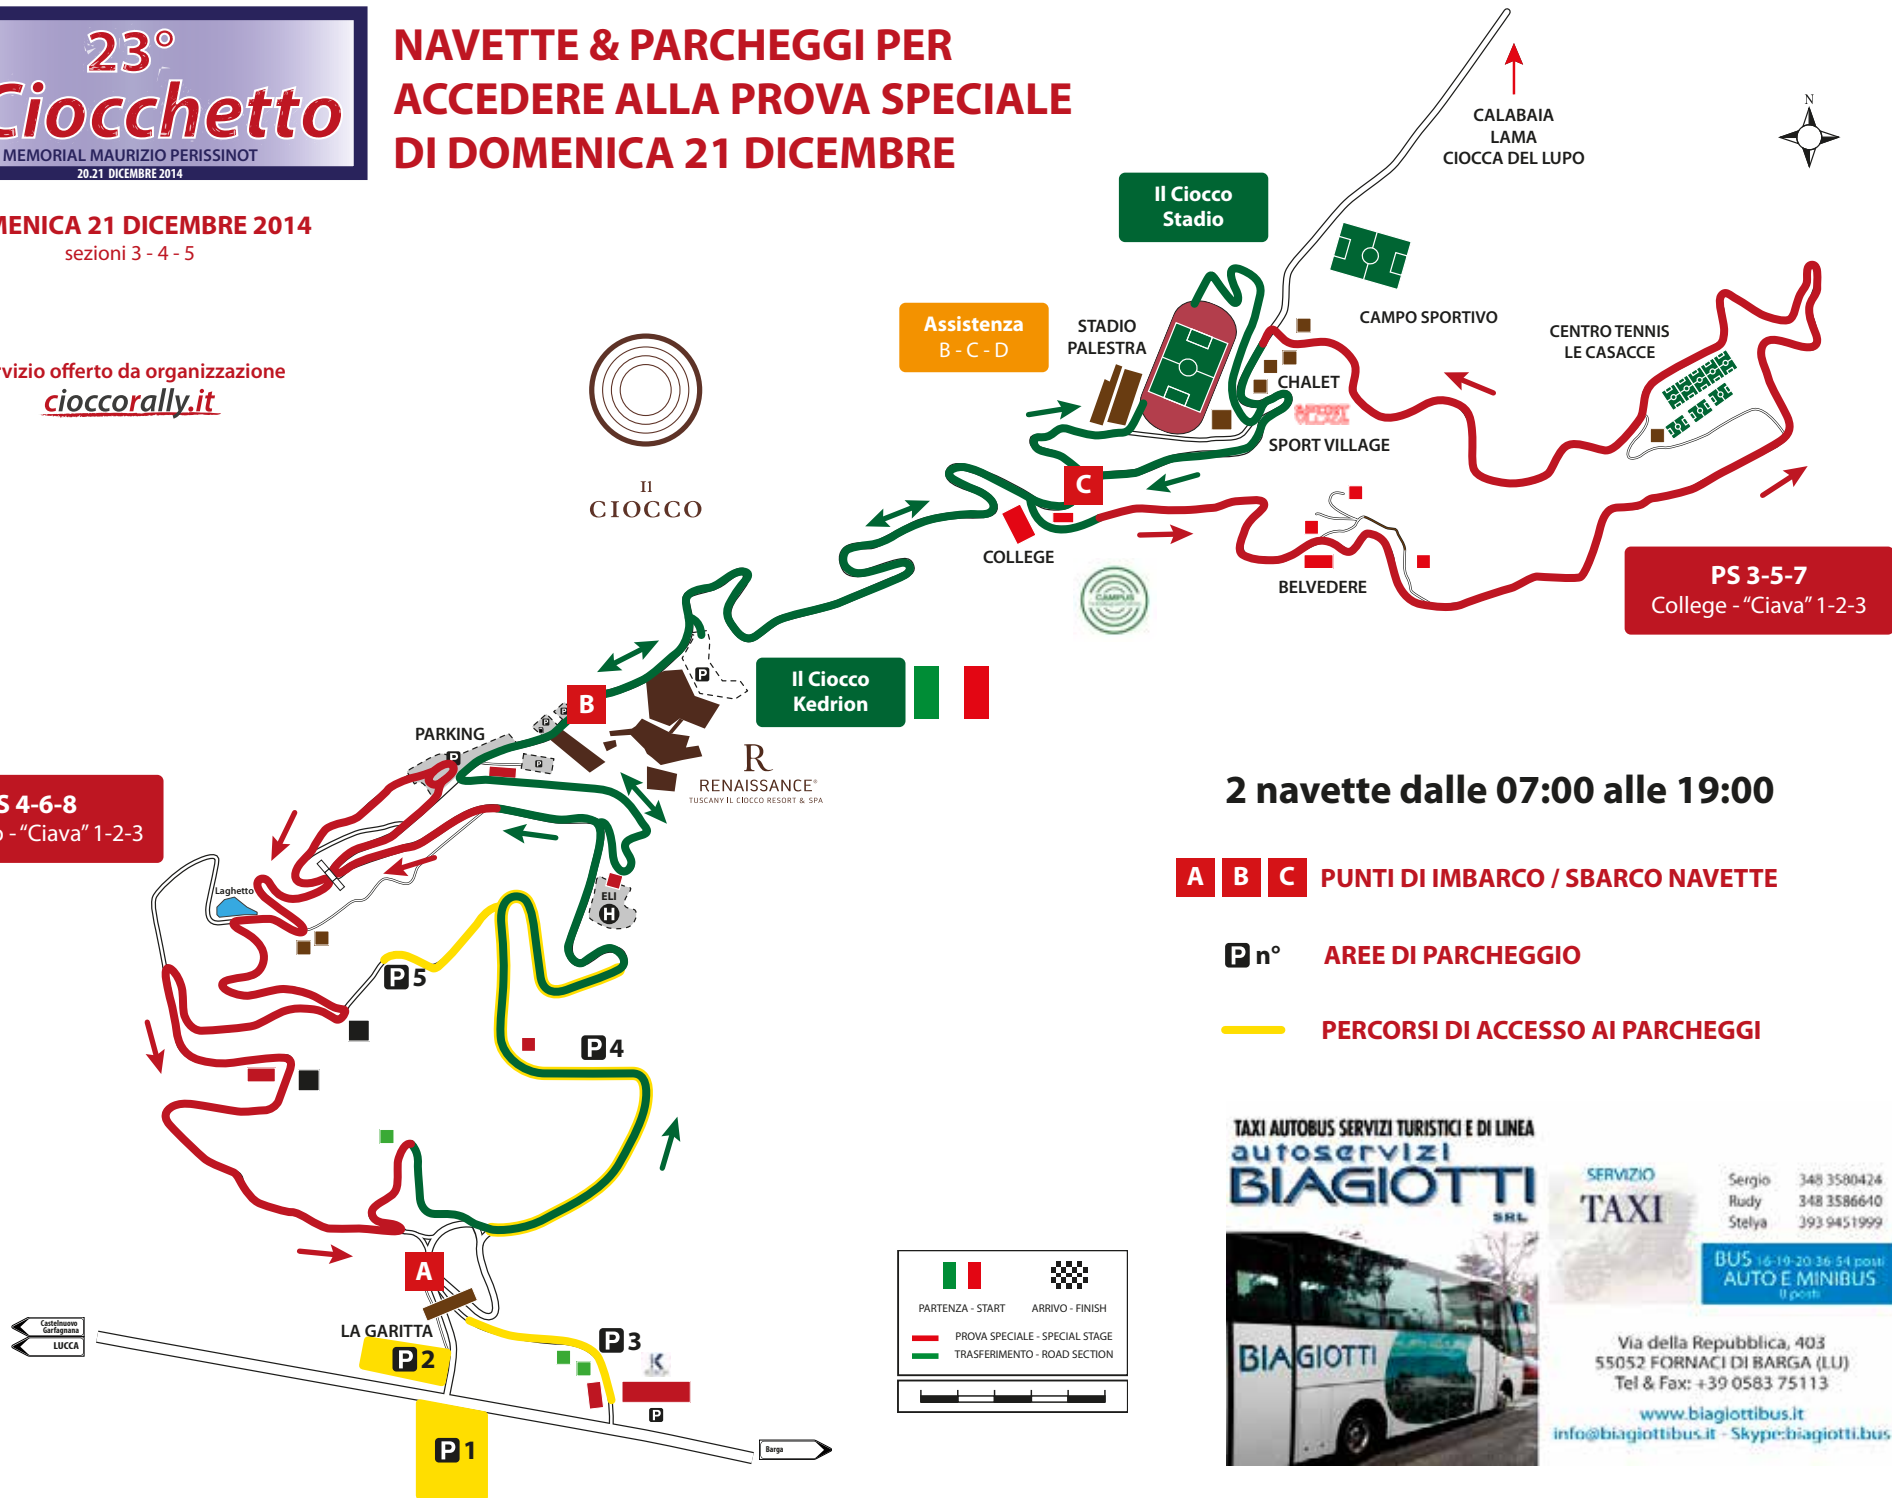 23°
Ciocchetto
MEMORIAL MAURIZIO PERISSINOT
20.21 DICEMBRE 2014
NAVETTE & PARCHEGGI PER
ACCEDERE ALLA PROVA SPECIALE
DI DOMENICA 21 DICEMBRE
MENICA 21 DICEMBRE 2014
sezioni 3 - 4 - 5
vizio offerto da organizzazione
cioccorally.it
CALABAIA
LAMA
CIOCCA DEL LUPO
N
Il Ciocco
Stadio
Assistenza
B - C - D
STADIO
PALESTRA
CAMPO SPORTIVO
CENTRO TENNIS
LE CASACCE
CHALET
SPORT
VILLAGE
SPORT VILLAGE
Il
CIOCCO
C
COLLEGE
CAMPUS
BELVEDERE
PS 3-5-7
College - “Ciava” 1-2-3
P
Il Ciocco
Kedrion
B
P
P
PARKING
P
P
R
RENAISSANCE®
TUSCANY IL CIOCCO RESORT & SPA
S 4-6-8
o - “Ciava” 1-2-3
Laghetto
ELI
H
P 5
P 4
2 navette dalle 07:00 alle 19:00
A B C PUNTI DI IMBARCO / SBARCO NAVETTE
P n° AREE DI PARCHEGGIO
PERCORSI DI ACCESSO AI PARCHEGGI
A
LA GARITTA
P 2
P 3
K
P
P 1
Castelnuovo
Garfagnana
LUCCA
Barga
PARTENZA - START
ARRIVO - FINISH
PROVA SPECIALE - SPECIAL STAGE
TRASFERIMENTO - ROAD SECTION
TAXI AUTOBUS SERVIZI TURISTICI E DI LINEA
autoservizi
BIAGIOTTI
SRL
BIAGIOTTI
SERVIZIO
TAXI
Sergio 348 3580424
Rudy 348 3586640
Stelya 393 9451999
BUS 16-19-20-36-54 posti
AUTO E MINIBUS
8 posti
Via della Repubblica, 403
55052 FORNACI DI BARGA (LU)
Tel & Fax: +39 0583 75113
www.biagiottibus.it
info@biagiottibus.it - Skype:biagiotti.bus